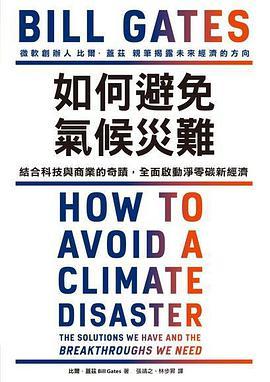 BILL GATES
微軟創辦人 比爾・蓋茲 親筆揭露未來經濟的方向
如何避免
氣候災難
結合科技與商業的奇蹟，全面啟動淨零碳新經濟
HOW TO
AVOID A
CLIMATE
DISASTER
THE SOLUTIONS WE HAVE AND THE
BREAKTHROUGHS WE NEED
比爾・蓋茲 Bill Gates 著 張靖之、林步昇 譯